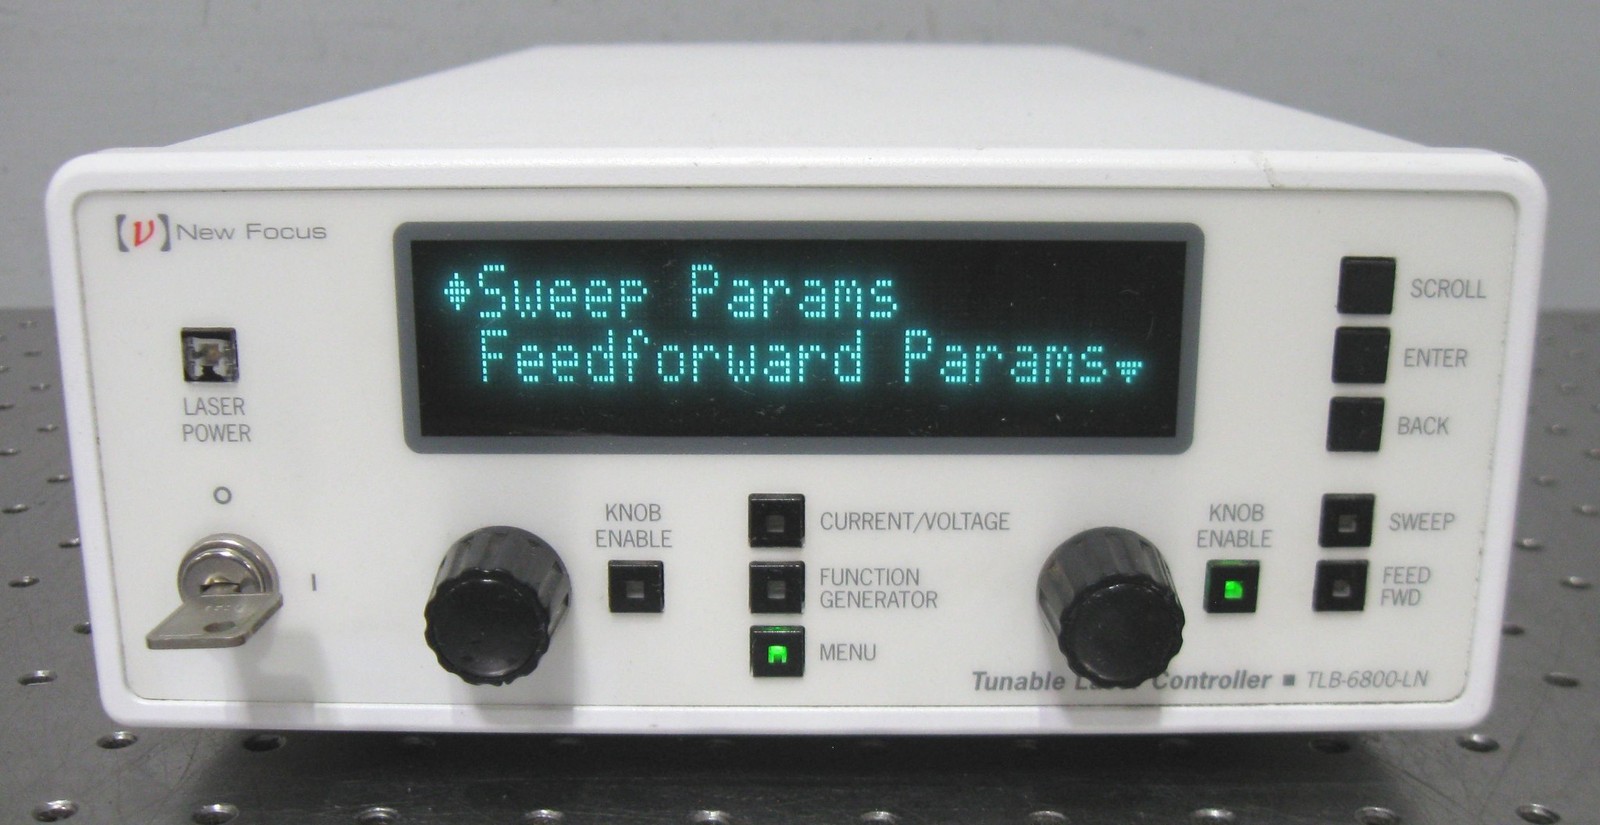 [ν] New Focus
Sweep Params
Feedforward Params
SCROLL
ENTER
BACK
LASER
POWER
O
I
KNOB
ENABLE
CURRENT/VOLTAGE
FUNCTION
GENERATOR
MENU
KNOB
ENABLE
SWEEP
FEED
FWD
Tunable Controller ■ TLB-6800-LN